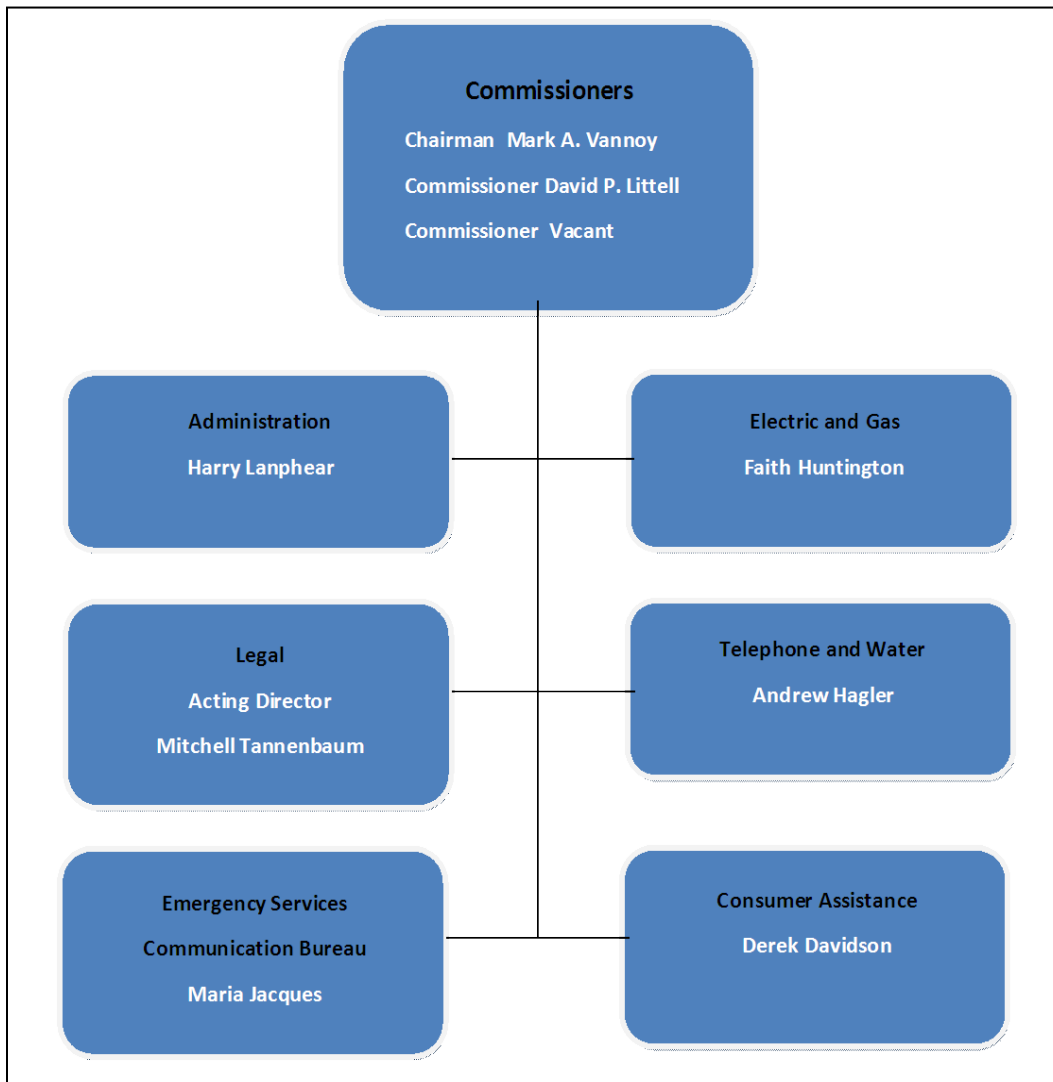 Commissioners
Chairman  Mark A. Vannoy
Commissioner David P. Littell
Commissioner  Vacant
Administration
Harry Lanphear
Electric and Gas
Faith Huntington
Legal
Acting Director
Mitchell Tannenbaum
Telephone and Water
Andrew Hagler
Emergency Services
Communication Bureau
Maria Jacques
Consumer Assistance
Derek Davidson